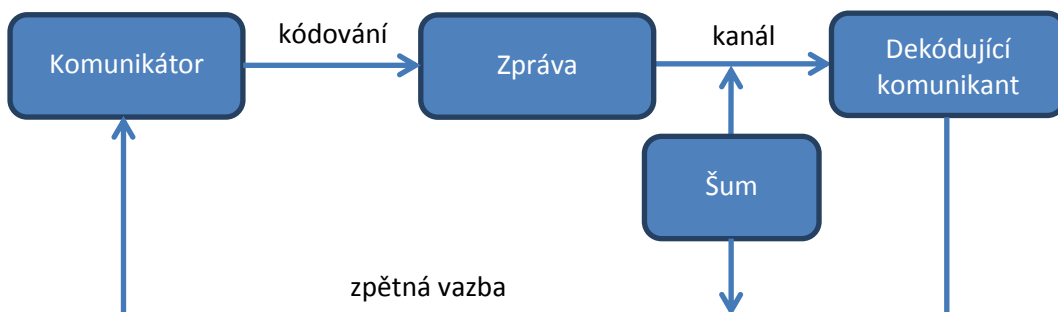 Komunikátor
kódování
Zpráva
kanál
Dekódující
komunikant
Šum
zpětná vazba